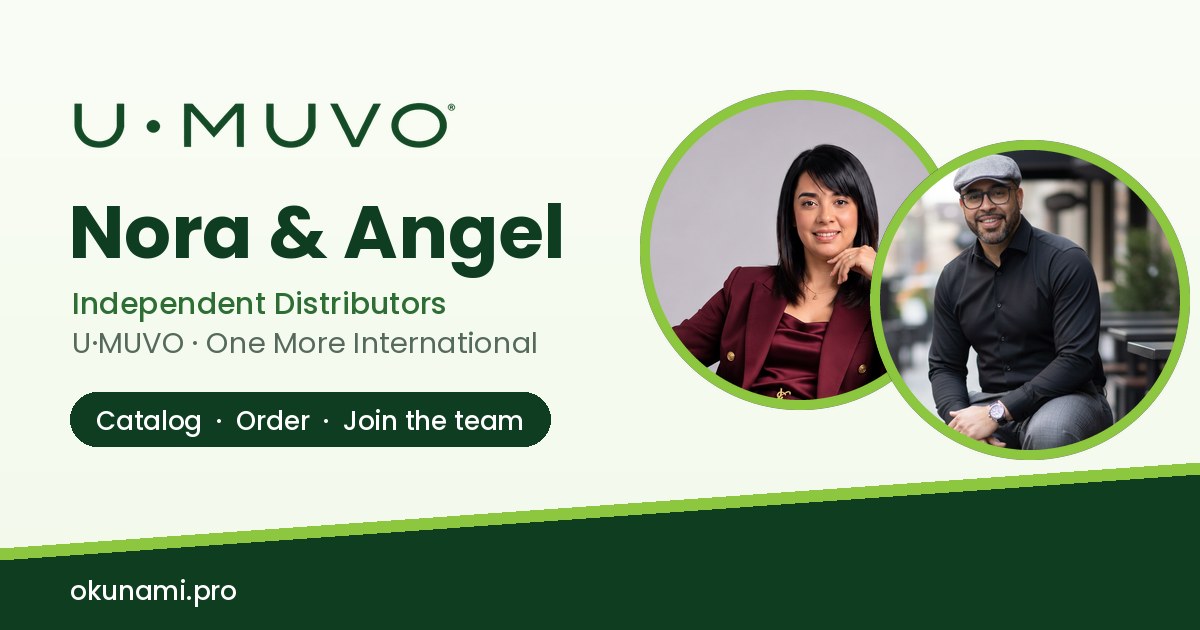 U·MUVO®
Nora & Angel
Independent Distributors
U·MUVO · One More International
Catalog · Order · Join the team
okunami.pro